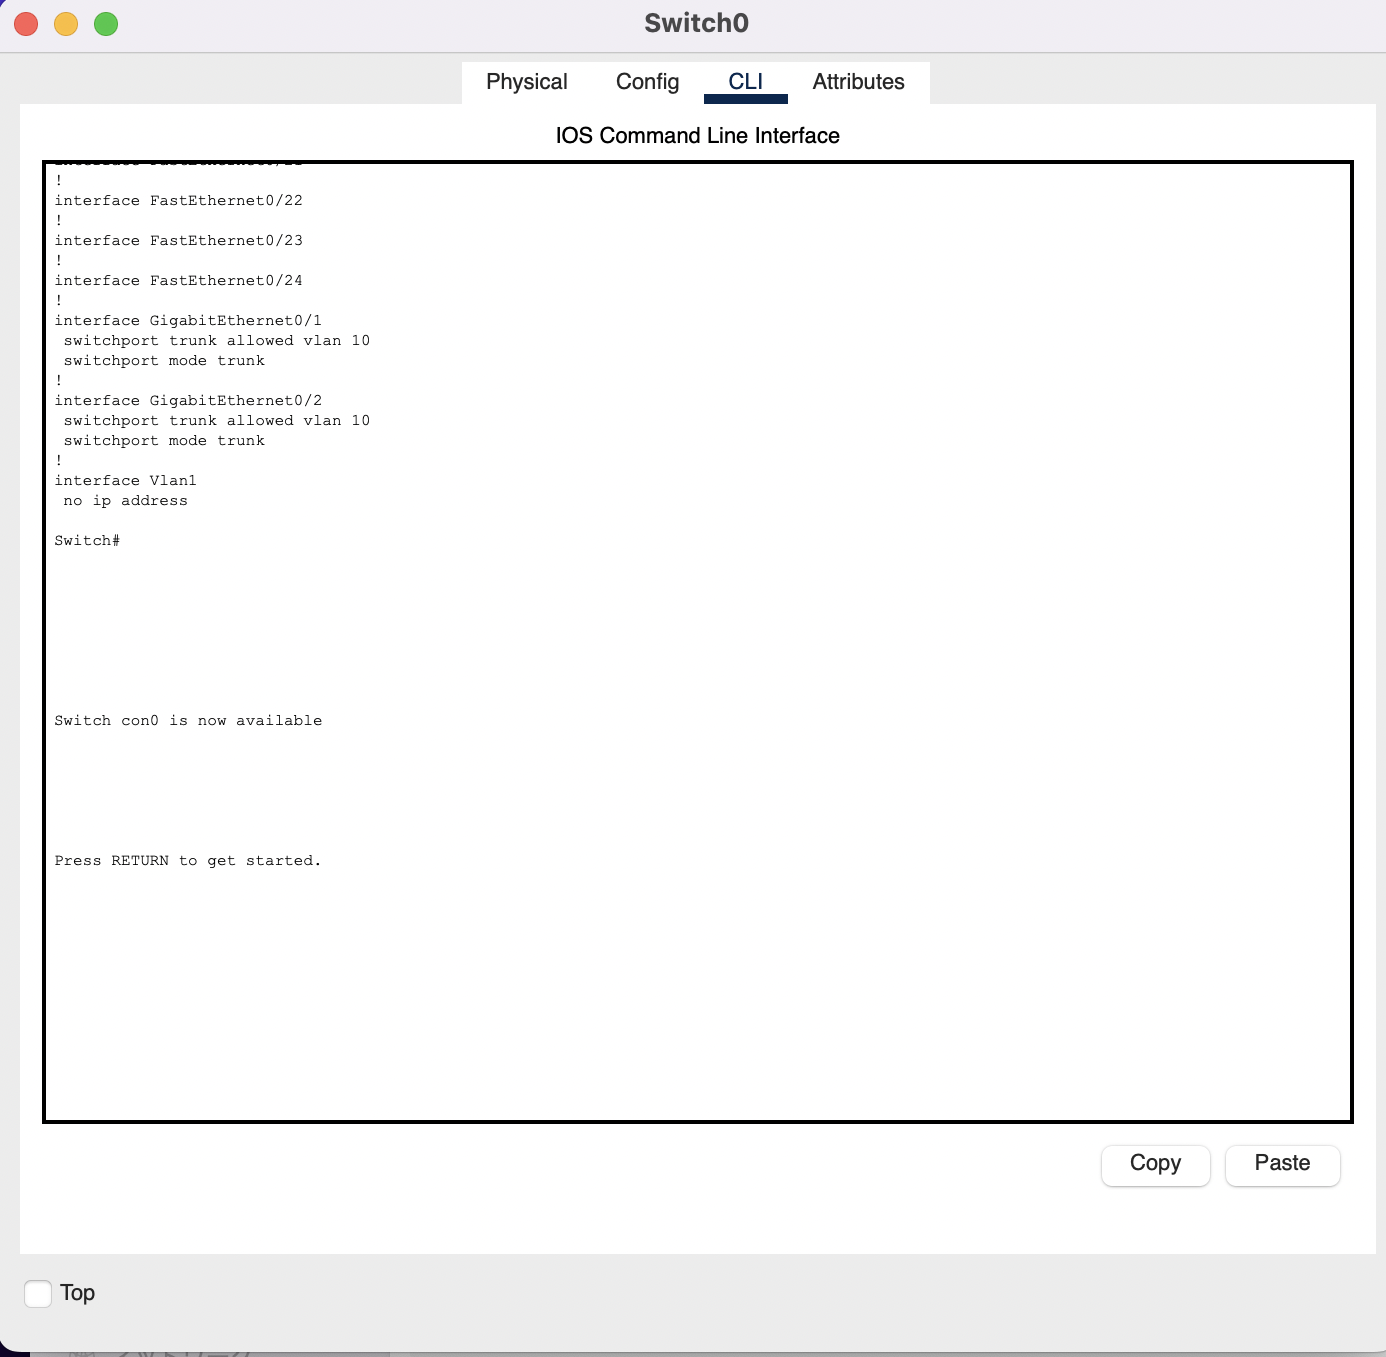 Switch0
Physical Config CLI Attributes
IOS Command Line Interface
!
interface FastEthernet0/22
!
interface FastEthernet0/23
!
interface FastEthernet0/24
!
interface GigabitEthernet0/1
switchport trunk allowed vlan 10
switchport mode trunk
!
interface GigabitEthernet0/2
switchport trunk allowed vlan 10
switchport mode trunk
!
interface Vlan1
no ip address
Switch#
Switch con0 is now available
Press RETURN to get started.
Copy Paste
Top